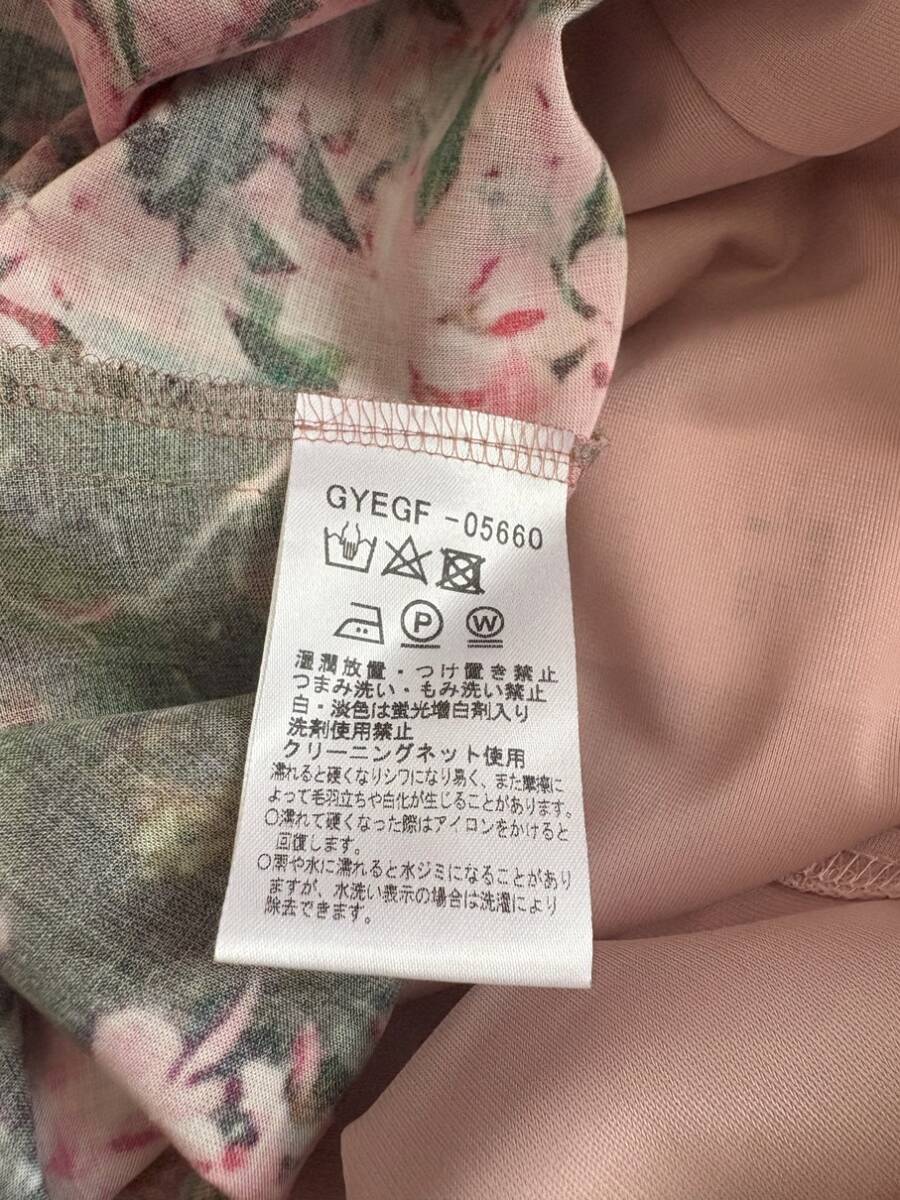 GYEGF -05660
P W
湿潤放置・つけ置き禁止
つまみ洗い・もみ洗い禁止
白・淡色は蛍光増白剤入り
洗剤使用禁止
クリーニングネット使用
濡れると硬くなりシワになり易く、また摩擦に
よって毛羽立ちや白化が生じることがあります。
○濡れて硬くなった際はアイロンをかけると
回復します。
○雨や水に濡れると水ジミになることがあり
ますが、水洗い表示の場合は洗濯により
除去できます。